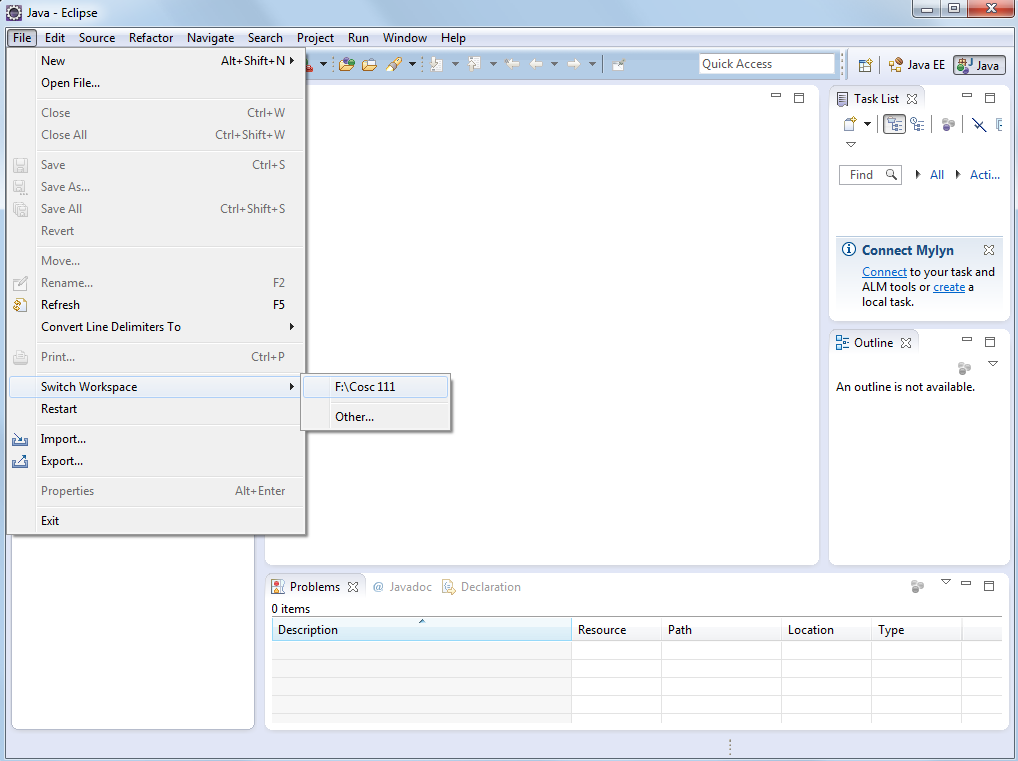 Java - Eclipse
File Edit Source Refactor Navigate Search Project Run Window Help
New Alt+Shift+N
Open File...
Close Ctrl+W
Close All Ctrl+Shift+W
Save Ctrl+S
Save As...
Save All Ctrl+Shift+S
Revert
Move...
Rename... F2
Refresh F5
Convert Line Delimiters To
Print... Ctrl+P
Switch Workspace
Restart
Import...
Export...
Properties Alt+Enter
Exit
F:\Cosc 111
Other...
Quick Access
Java EE
Java
Task List
Find
All
Acti...
Connect Mylyn
Connect to your task and
ALM tools or create a
local task.
Outline
An outline is not available.
Problems @ Javadoc Declaration
0 items
Description Resource Path Location Type